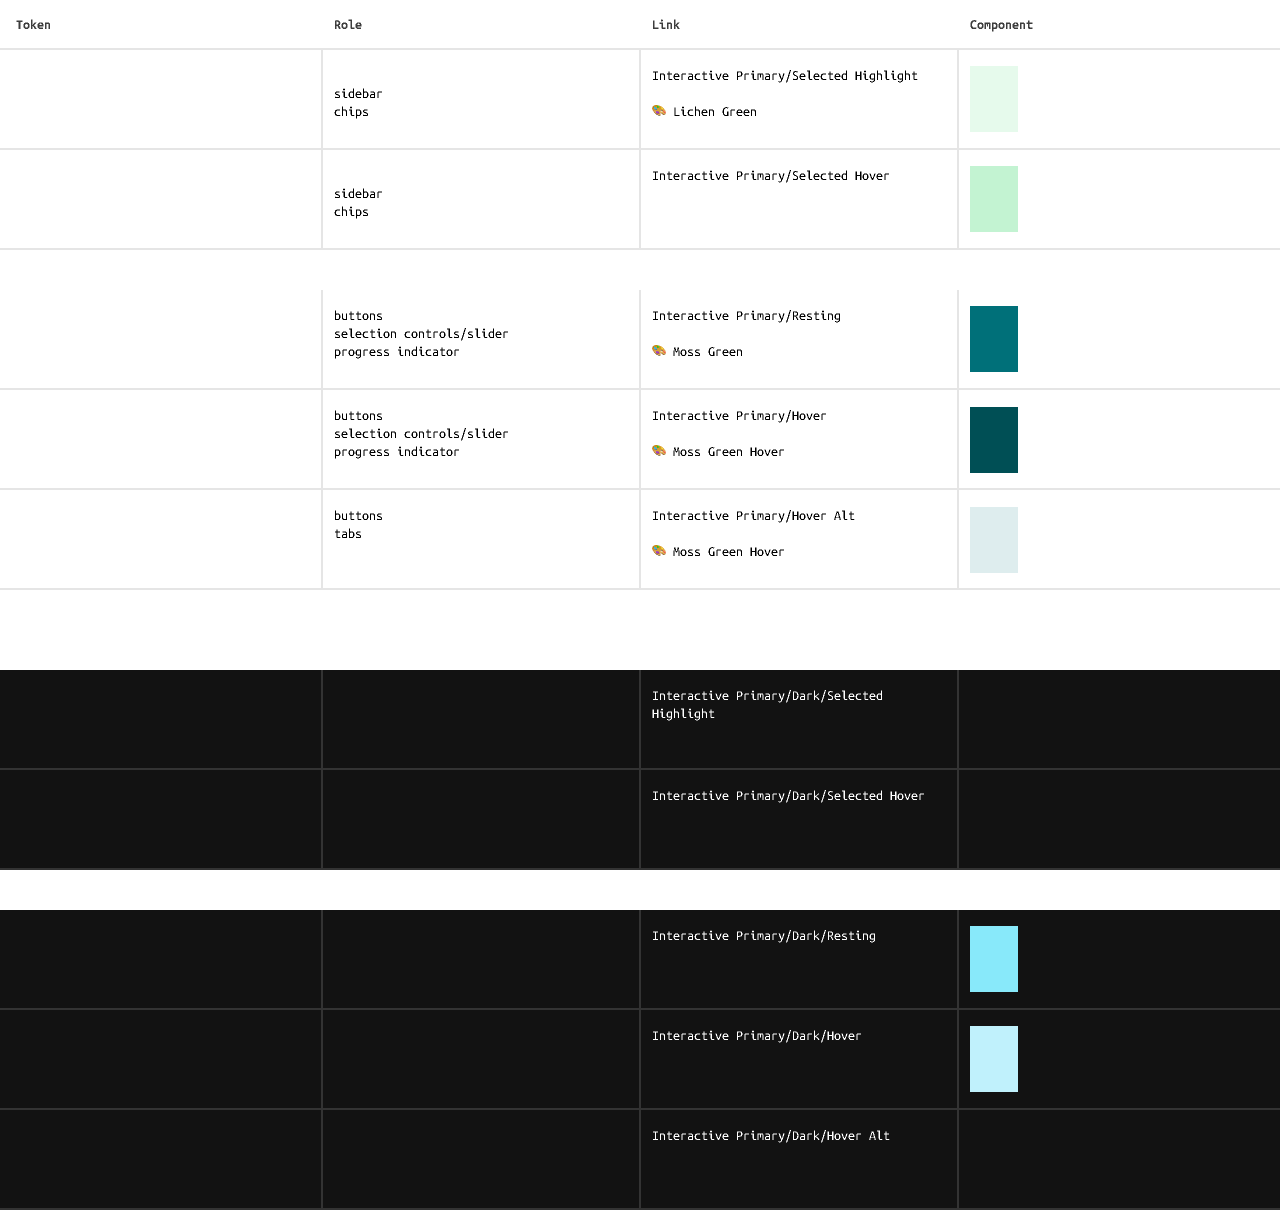 Token Role Link Component
sidebar
chips
Interactive Primary/Selected Highlight
🎨 Lichen Green
sidebar
chips
Interactive Primary/Selected Hover
buttons
selection controls/slider
progress indicator
Interactive Primary/Resting
🎨 Moss Green
buttons
selection controls/slider
progress indicator
Interactive Primary/Hover
🎨 Moss Green Hover
buttons
tabs
Interactive Primary/Hover Alt
🎨 Moss Green Hover
Interactive Primary/Dark/Selected
Highlight
Interactive Primary/Dark/Selected Hover
Interactive Primary/Dark/Resting
Interactive Primary/Dark/Hover
Interactive Primary/Dark/Hover Alt